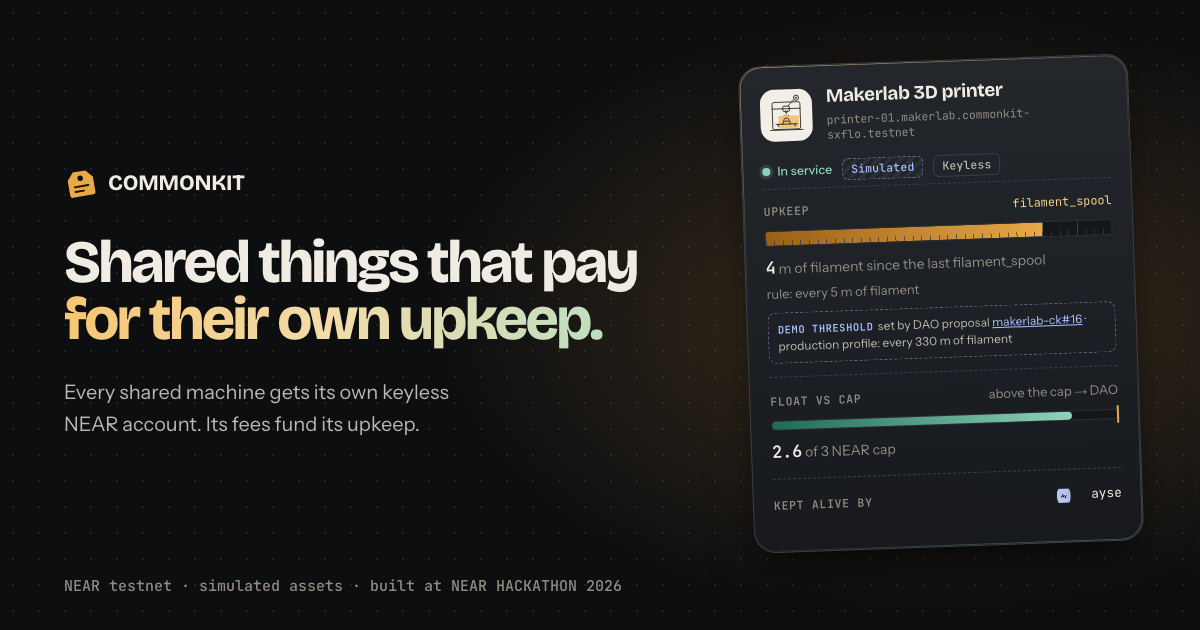 COMMONKIT
Shared things that pay
for their own upkeep.
Every shared machine gets its own keyless
NEAR account. Its fees fund its upkeep.
NEAR testnet · simulated assets · built at NEAR HACKATHON 2026
Makerlab 3D printer
printer-01.makerlab.commonkit-
sxflo.testnet
In service Simulated Keyless
UPKEEP filament_spool
4 m of filament since the last filament_spool
rule: every 5 m of filament
DEMO THRESHOLD set by DAO proposal makerlab-ck#16 ·
production profile: every 330 m of filament
FLOAT VS CAP above the cap → DAO
2.6 of 3 NEAR cap
KEPT ALIVE BY Ay ayse